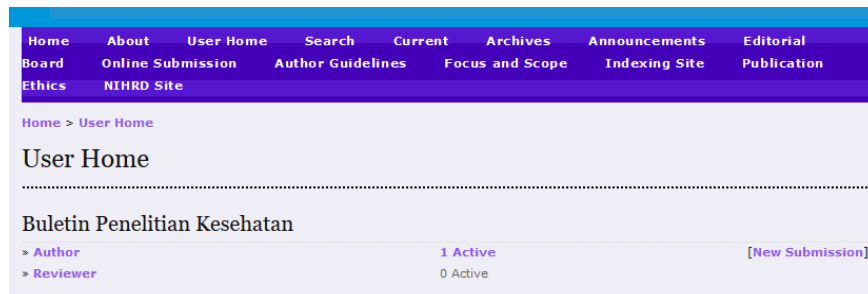 Home About User Home Search Current Archives Announcements Editorial
Board Online Submission Author Guidelines Focus and Scope Indexing Site Publication
Ethics NIHRD Site
Home > User Home
User Home
Buletin Penelitian Kesehatan
» Author 1 Active [New Submission]
» Reviewer 0 Active